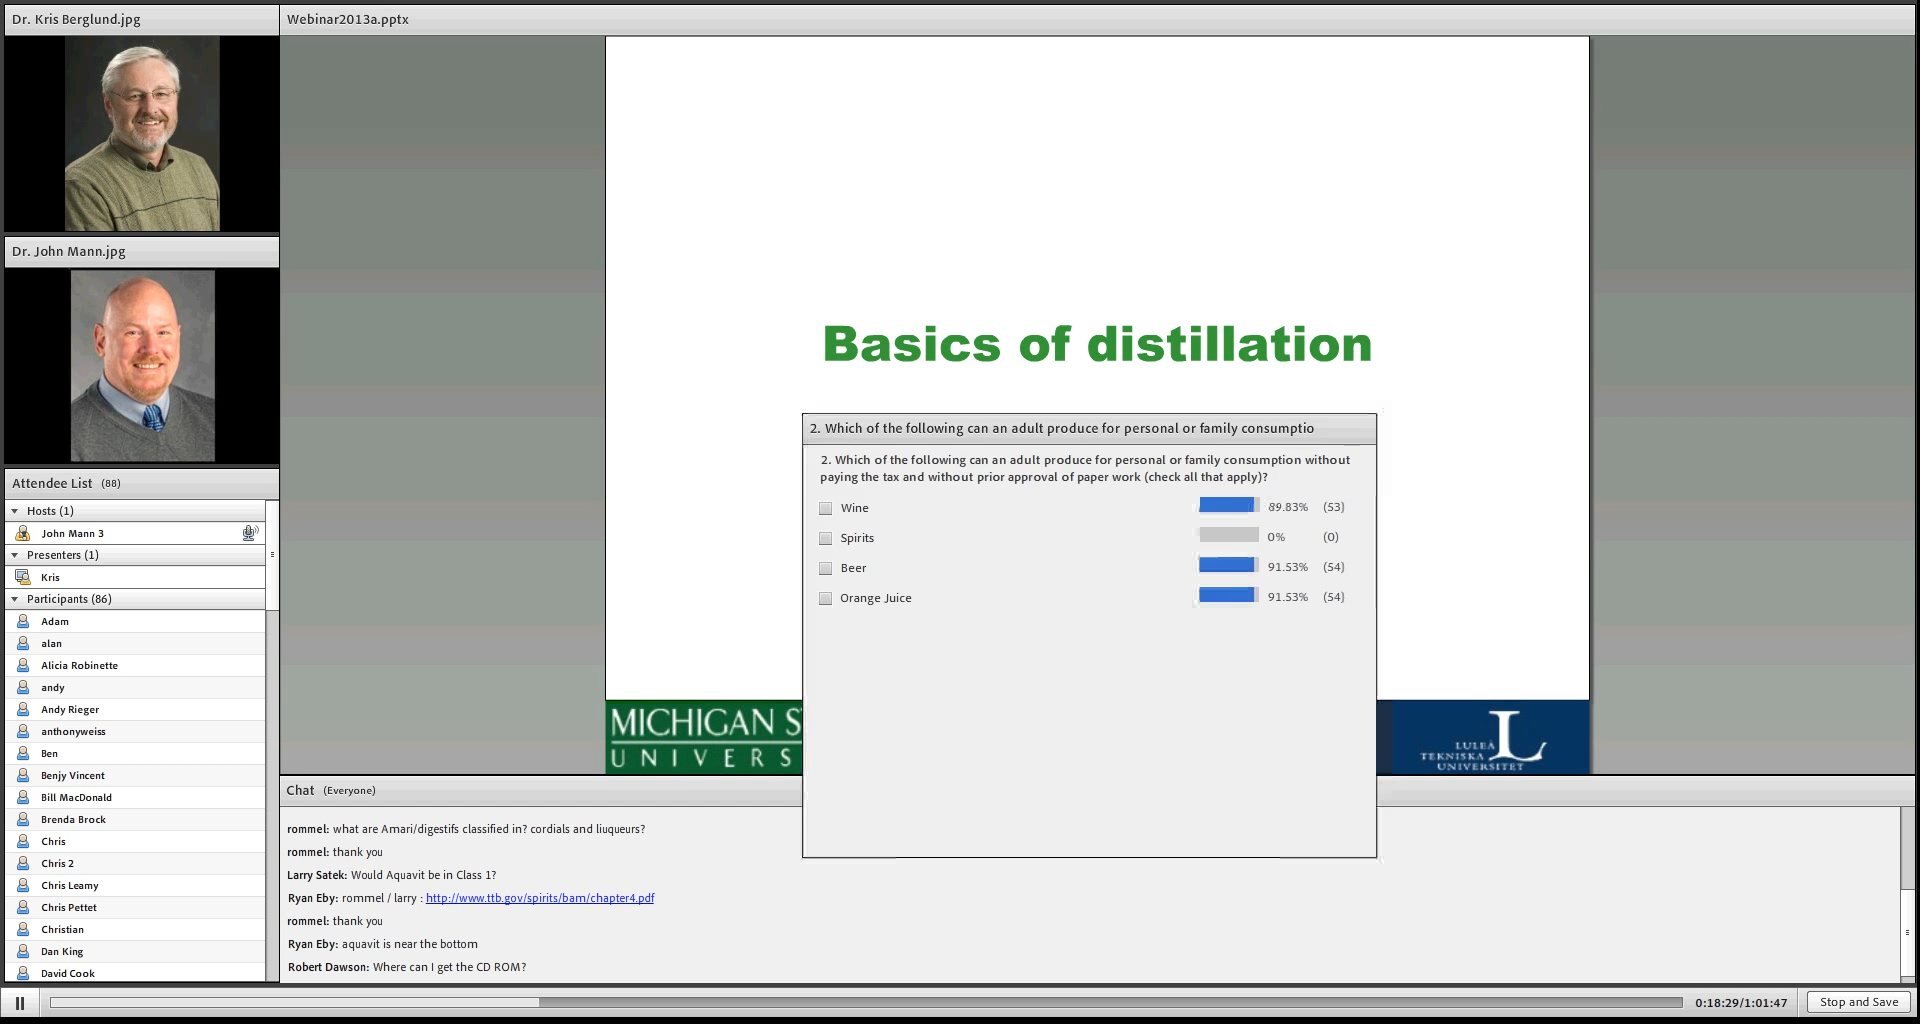 Dr. Kris Berglund.jpg
Dr. John Mann.jpg
Attendee List (88)
Hosts (1)
John Mann 3
Presenters (1)
Kris
Participants (86)
Adam
alan
Alicia Robinette
andy
Andy Rieger
anthonyweiss
Ben
Benjy Vincent
Bill MacDonald
Brenda Brock
Chris
Chris 2
Chris Leamy
Chris Pettet
Christian
Dan King
David Cook
Webinar2013a.pptx
Basics of distillation
2. Which of the following can an adult produce for personal or family consumptio
2. Which of the following can an adult produce for personal or family consumption without
paying the tax and without prior approval of paper work (check all that apply)?
Wine 89.83% (53)
Spirits 0% (0)
Beer 91.53% (54)
Orange Juice 91.53% (54)
MICHIGAN S
UNIVERS
L
LULEÅ
TEKNISKA
UNIVERSITET
Chat (Everyone)
rommel: what are Amari/digestifs classified in? cordials and liuqueurs?
rommel: thank you
Larry Satek: Would Aquavit be in Class 1?
Ryan Eby: rommel / larry : http://www.ttb.gov/spirits/bam/chapter4.pdf
rommel: thank you
Ryan Eby: aquavit is near the bottom
Robert Dawson: Where can I get the CD ROM?
0:18:29/1:01:47
Stop and Save